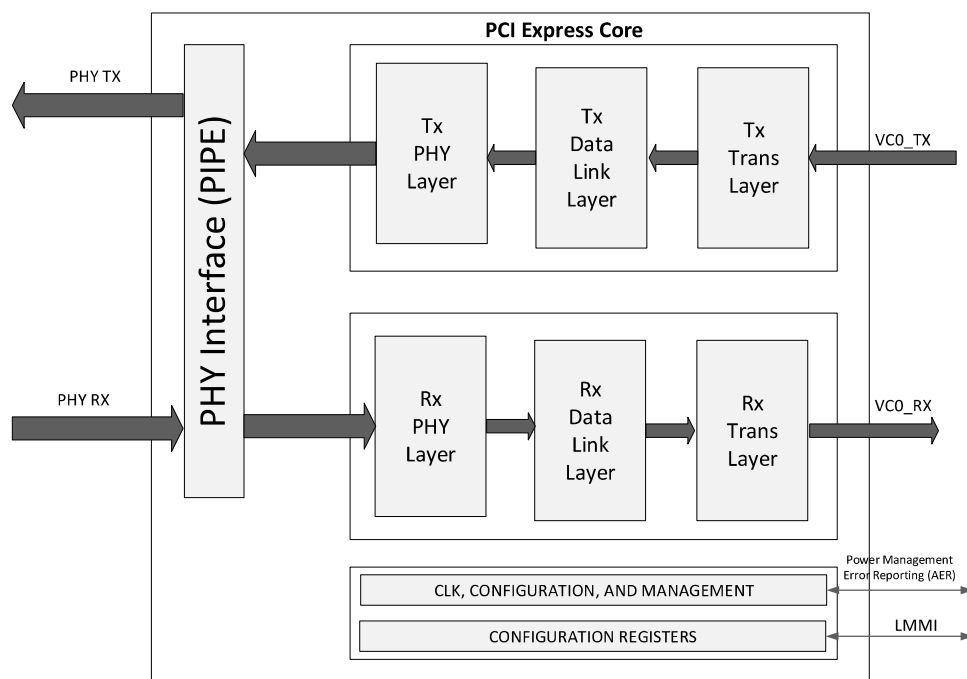 PCI Express Core
PHY TX
PHY Interface (PIPE)
Tx
PHY
Layer
Tx
Data
Link
Layer
Tx
Trans
Layer
VC0_TX
PHY RX
Rx
PHY
Layer
Rx
Data
Link
Layer
Rx
Trans
Layer
VC0_RX
Power Management
Error Reporting (AER)
CLK, CONFIGURATION, AND MANAGEMENT
CONFIGURATION REGISTERS
LMMI